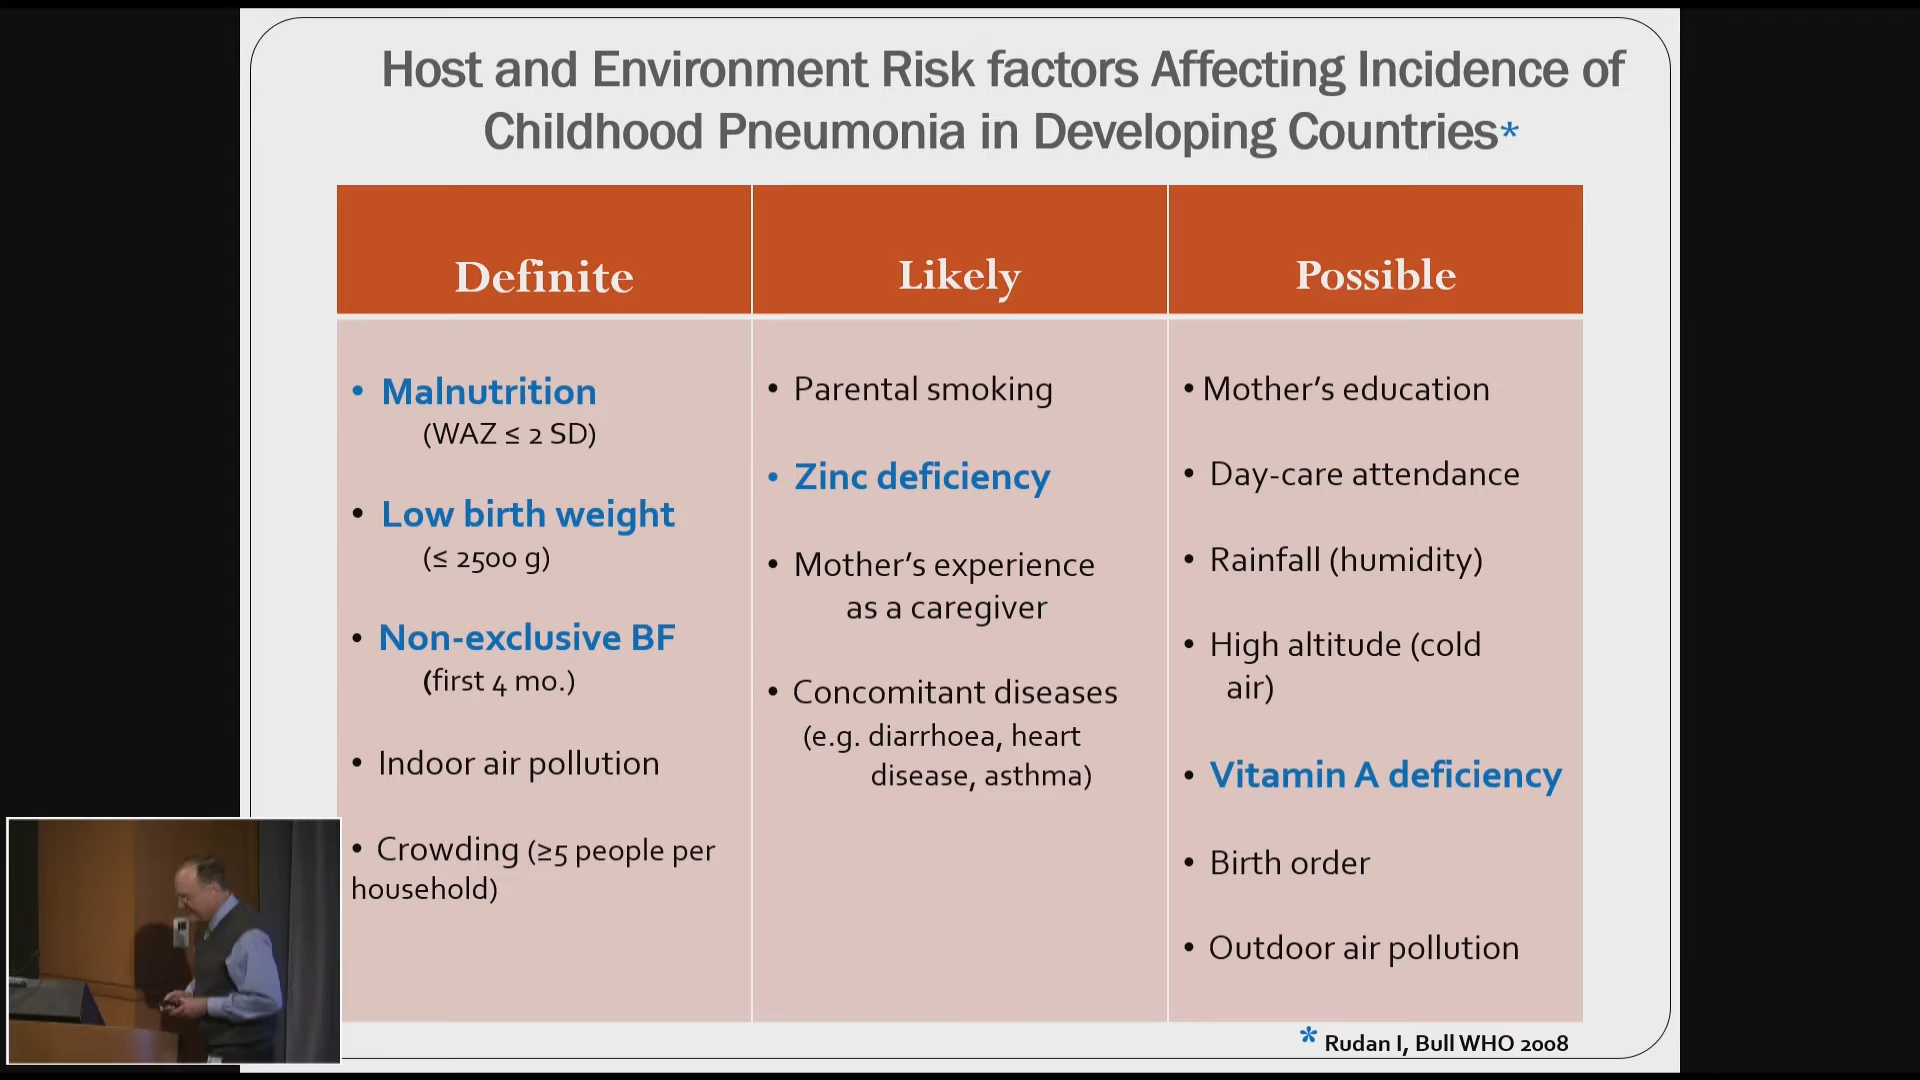 Host and Environment Risk factors Affecting Incidence of
Childhood Pneumonia in Developing Countries*
Definite
• Malnutrition
(WAZ ≤ 2 SD)
• Low birth weight
(≤ 2500 g)
• Non-exclusive BF
(first 4 mo.)
• Indoor air pollution
• Crowding (≥5 people per
household)
Likely
• Parental smoking
• Zinc deficiency
• Mother’s experience
as a caregiver
• Concomitant diseases
(e.g. diarrhoea, heart
disease, asthma)
Possible
• Mother’s education
• Day-care attendance
• Rainfall (humidity)
• High altitude (cold
air)
• Vitamin A deficiency
• Birth order
• Outdoor air pollution
* Rudan I, Bull WHO 2008